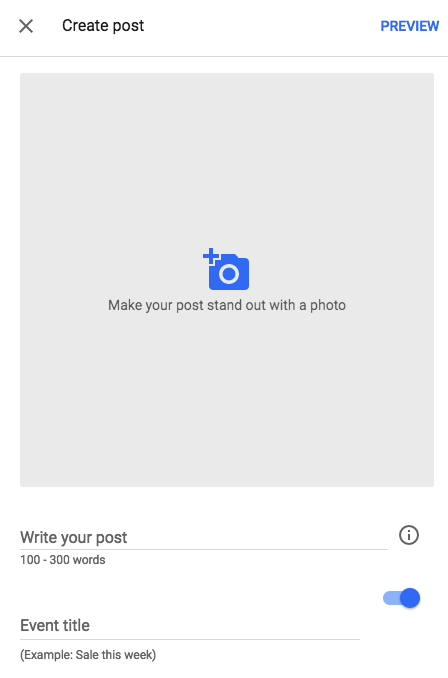 Create post
PREVIEW
Make your post stand out with a photo
Write your post
100 - 300 words
Event title
(Example: Sale this week)